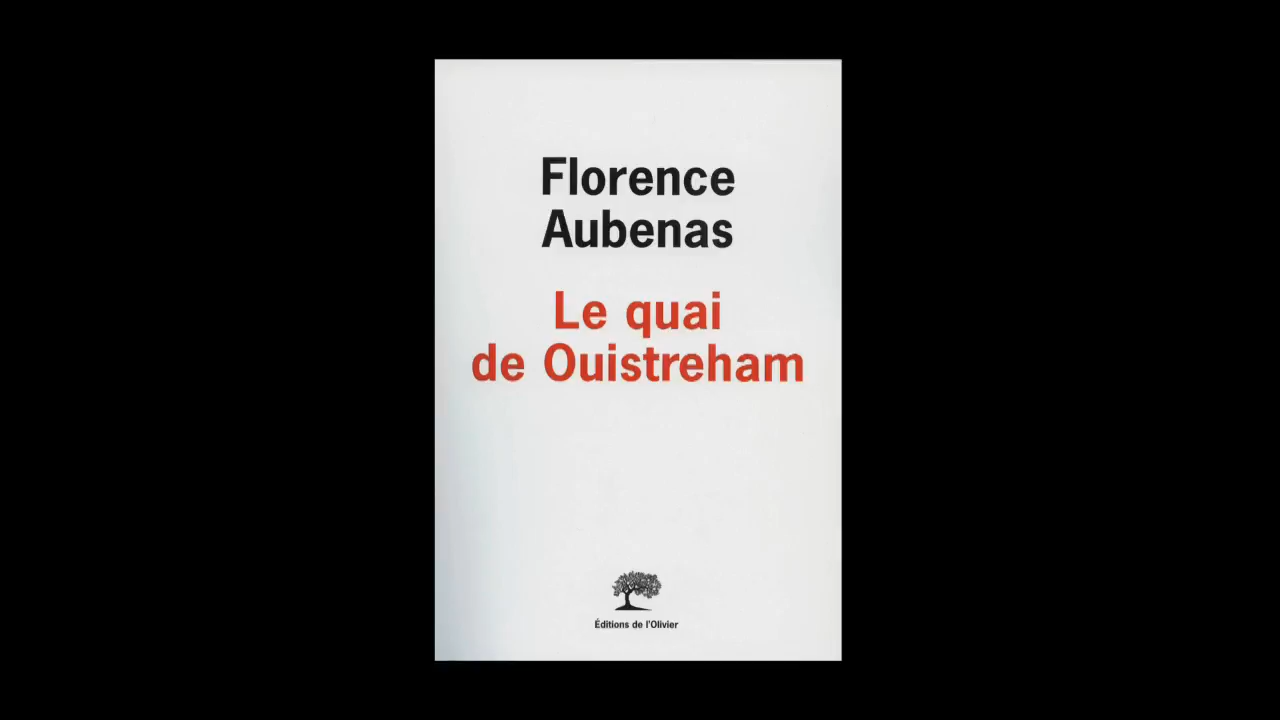 Florence
Aubenas
Le quai
de Ouistreham
Éditions de l'Olivier